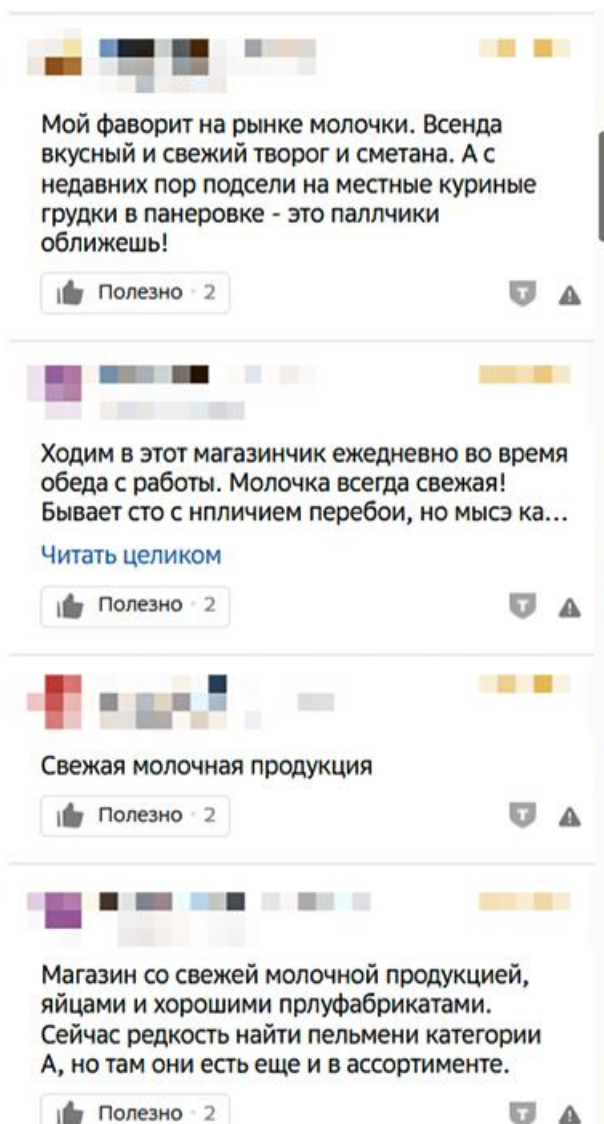 Мой фаворит на рынке молочки. Всенда
вкусный и свежий творог и сметана. А с
недавних пор подсели на местные куриные
грудки в панеровке - это паллчики
оближешь!
Полезно · 2
Ходим в этот магазинчик ежедневно во время
обеда с работы. Молочка всегда свежая!
Бывает сто с нпличием перебои, но мысэ ка...
Читать целиком
Полезно · 2
Свежая молочная продукция
Полезно · 2
Магазин со свежей молочной продукцией,
яйцами и хорошими прлуфабрикатами.
Сейчас редкость найти пельмени категории
А, но там они есть еще и в ассортименте.
Полезно · 2